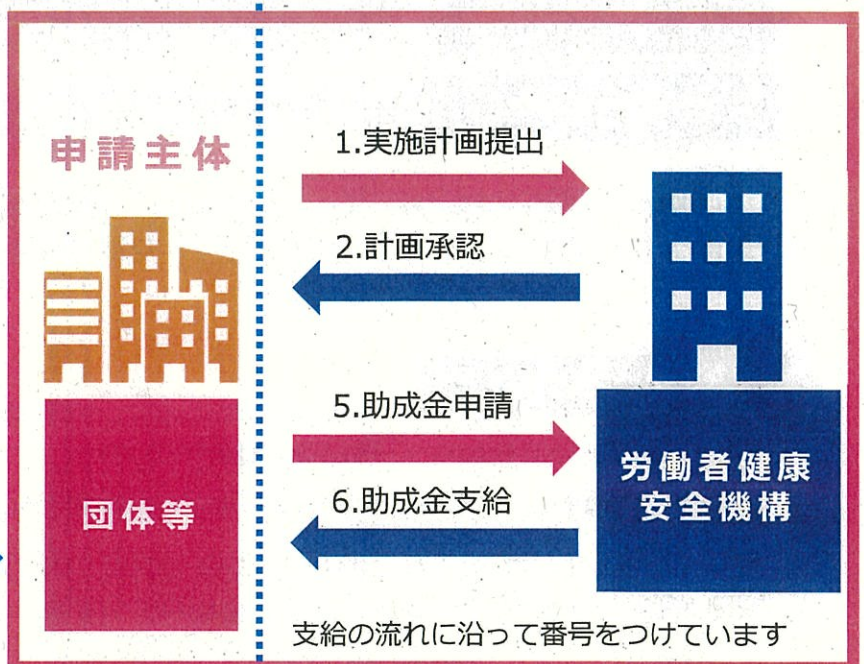 申請主体
1.実施計画提出
2.計画承認
5.助成金申請
6.助成金支給
団体等
労働者健康
安全機構
支給の流れに沿って番号をつけています